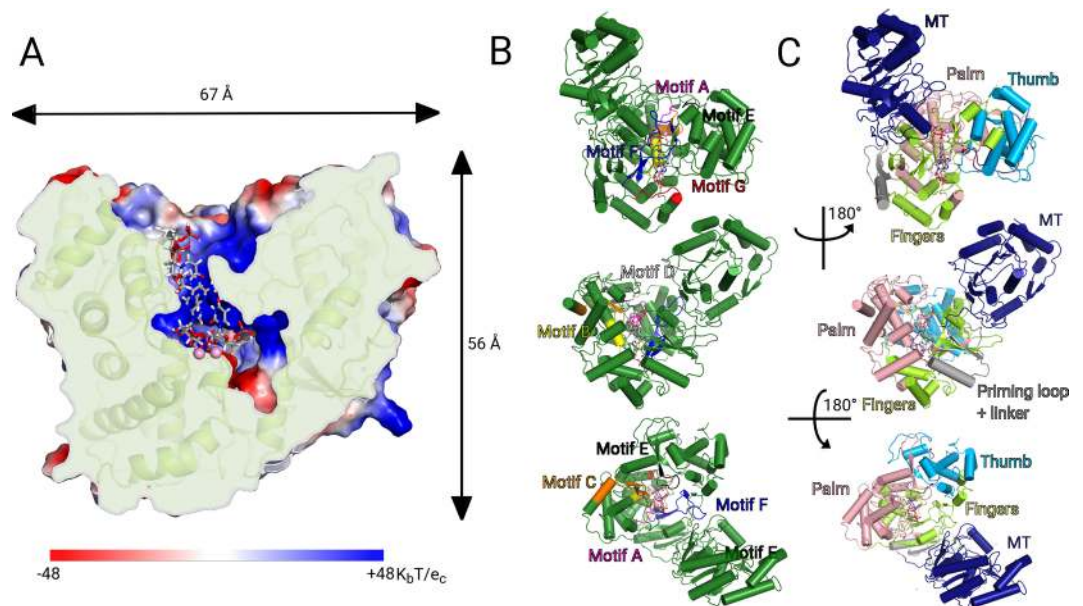 A
67 Å
56 Å
-48
+48KbT/ec
B
Motif A
Motif E
Motif F
Motif G
Motif D
Motif B
Motif E
Motif C
Motif F
Motif A
Motif E
C
MT
Palm
Thumb
Fingers
180°
MT
Palm
Priming loop
+ linker
Fingers
180°
Thumb
Palm
Fingers
MT